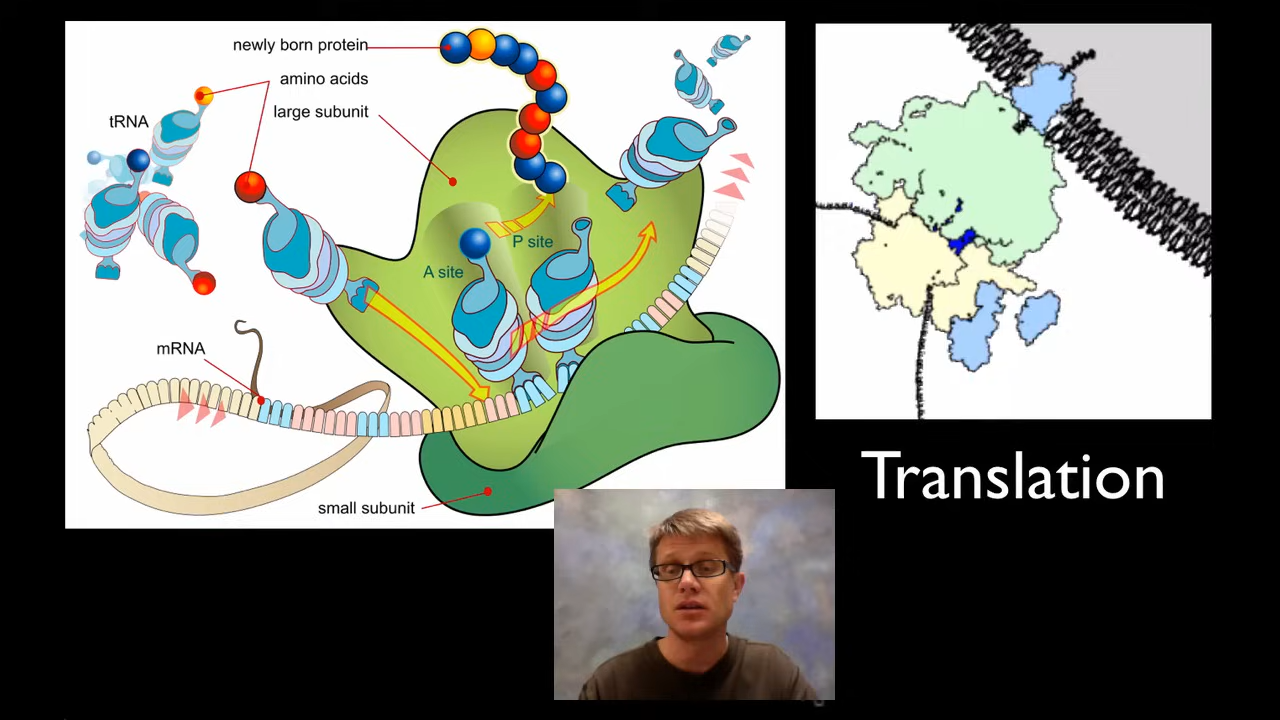 newly born protein
amino acids
large subunit
tRNA
P site
A site
mRNA
small subunit
Translation